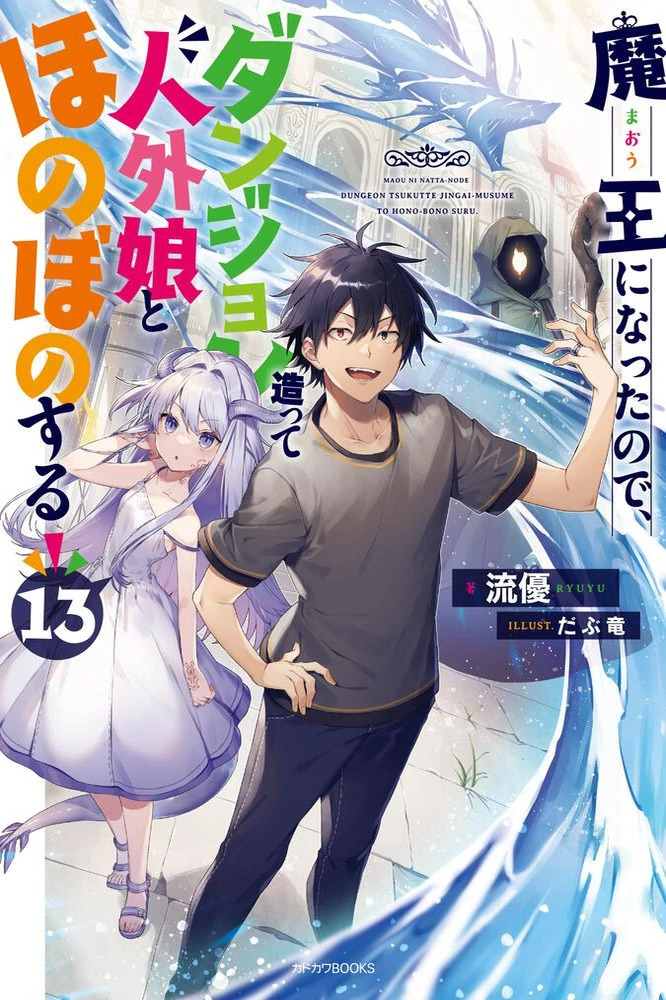 魔王になったので、
まおう
ダンジョン造って
人外娘と
ほのぼのする
13
MAOU NI NATTA-NODE
DUNGEON TSUKUTTE JINGAI-MUSUME
TO HONO-BONO SURU.
著 流優 RYUYU
ILLUST. だぶ竜
カドカワBOOKS